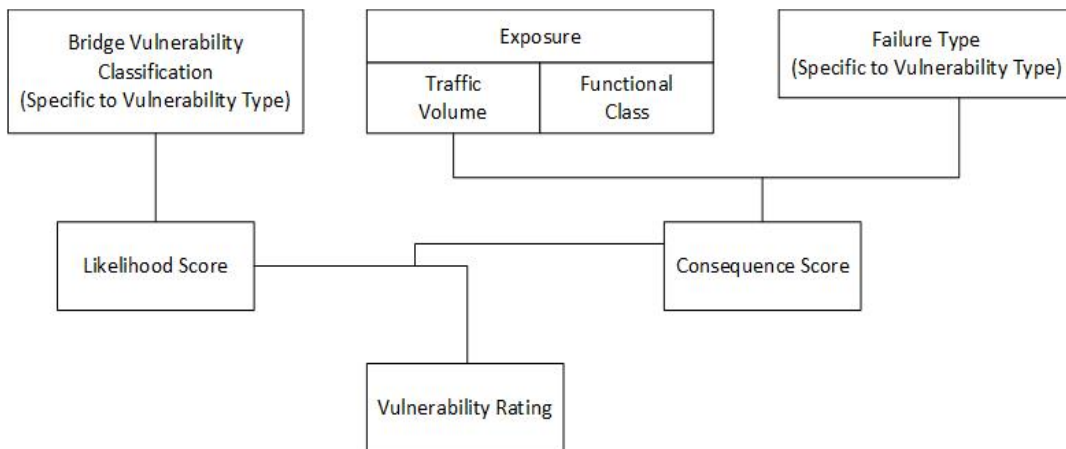 Bridge Vulnerability
Classification
(Specific to Vulnerability Type)
Exposure
Traffic
Volume
Functional
Class
Failure Type
(Specific to Vulnerability Type)
Likelihood Score
Consequence Score
Vulnerability Rating